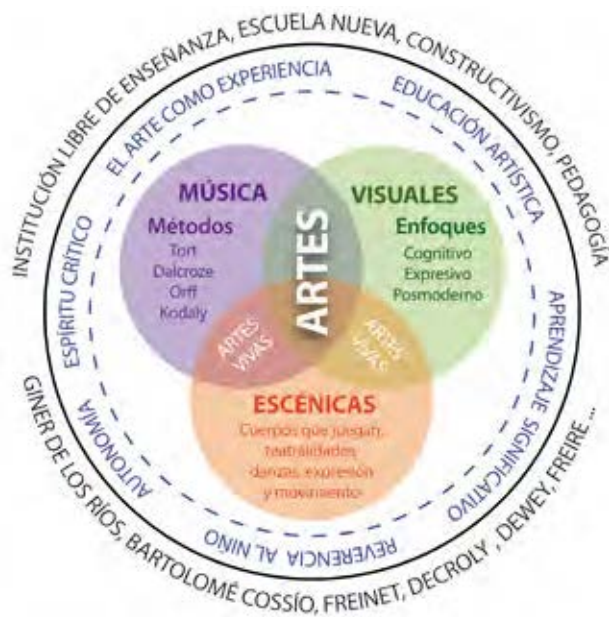 INSTITUCIÓN LIBRE DE ENSEÑANZA, ESCUELA NUEVA, CONSTRUCTIVISMO, PEDAGOGÍA
EL ARTE COMO EXPERIENCIA
EDUCACIÓN ARTÍSTICA
MÚSICA
Métodos
Tort
Dalcroze
Orff
Kodaly
VISUALES
Enfoques
Cognitivo
Expresivo
Posmoderno
ARTES
ARTES
VIVAS
ARTES
VIVAS
ESCÉNICAS
Cuerpos que juegan,
teatralidades,
danzas, expresión
y movimiento
ESPÍRITU CRÍTICO
APRENDIZAJE SIGNIFICATIVO
AUTONOMÍA
REVERENCIA AL NIÑO
GINER DE LOS RÍOS, BARTOLOMÉ COSSÍO, FREINET, DECROLY , DEWEY, FREIRE ...